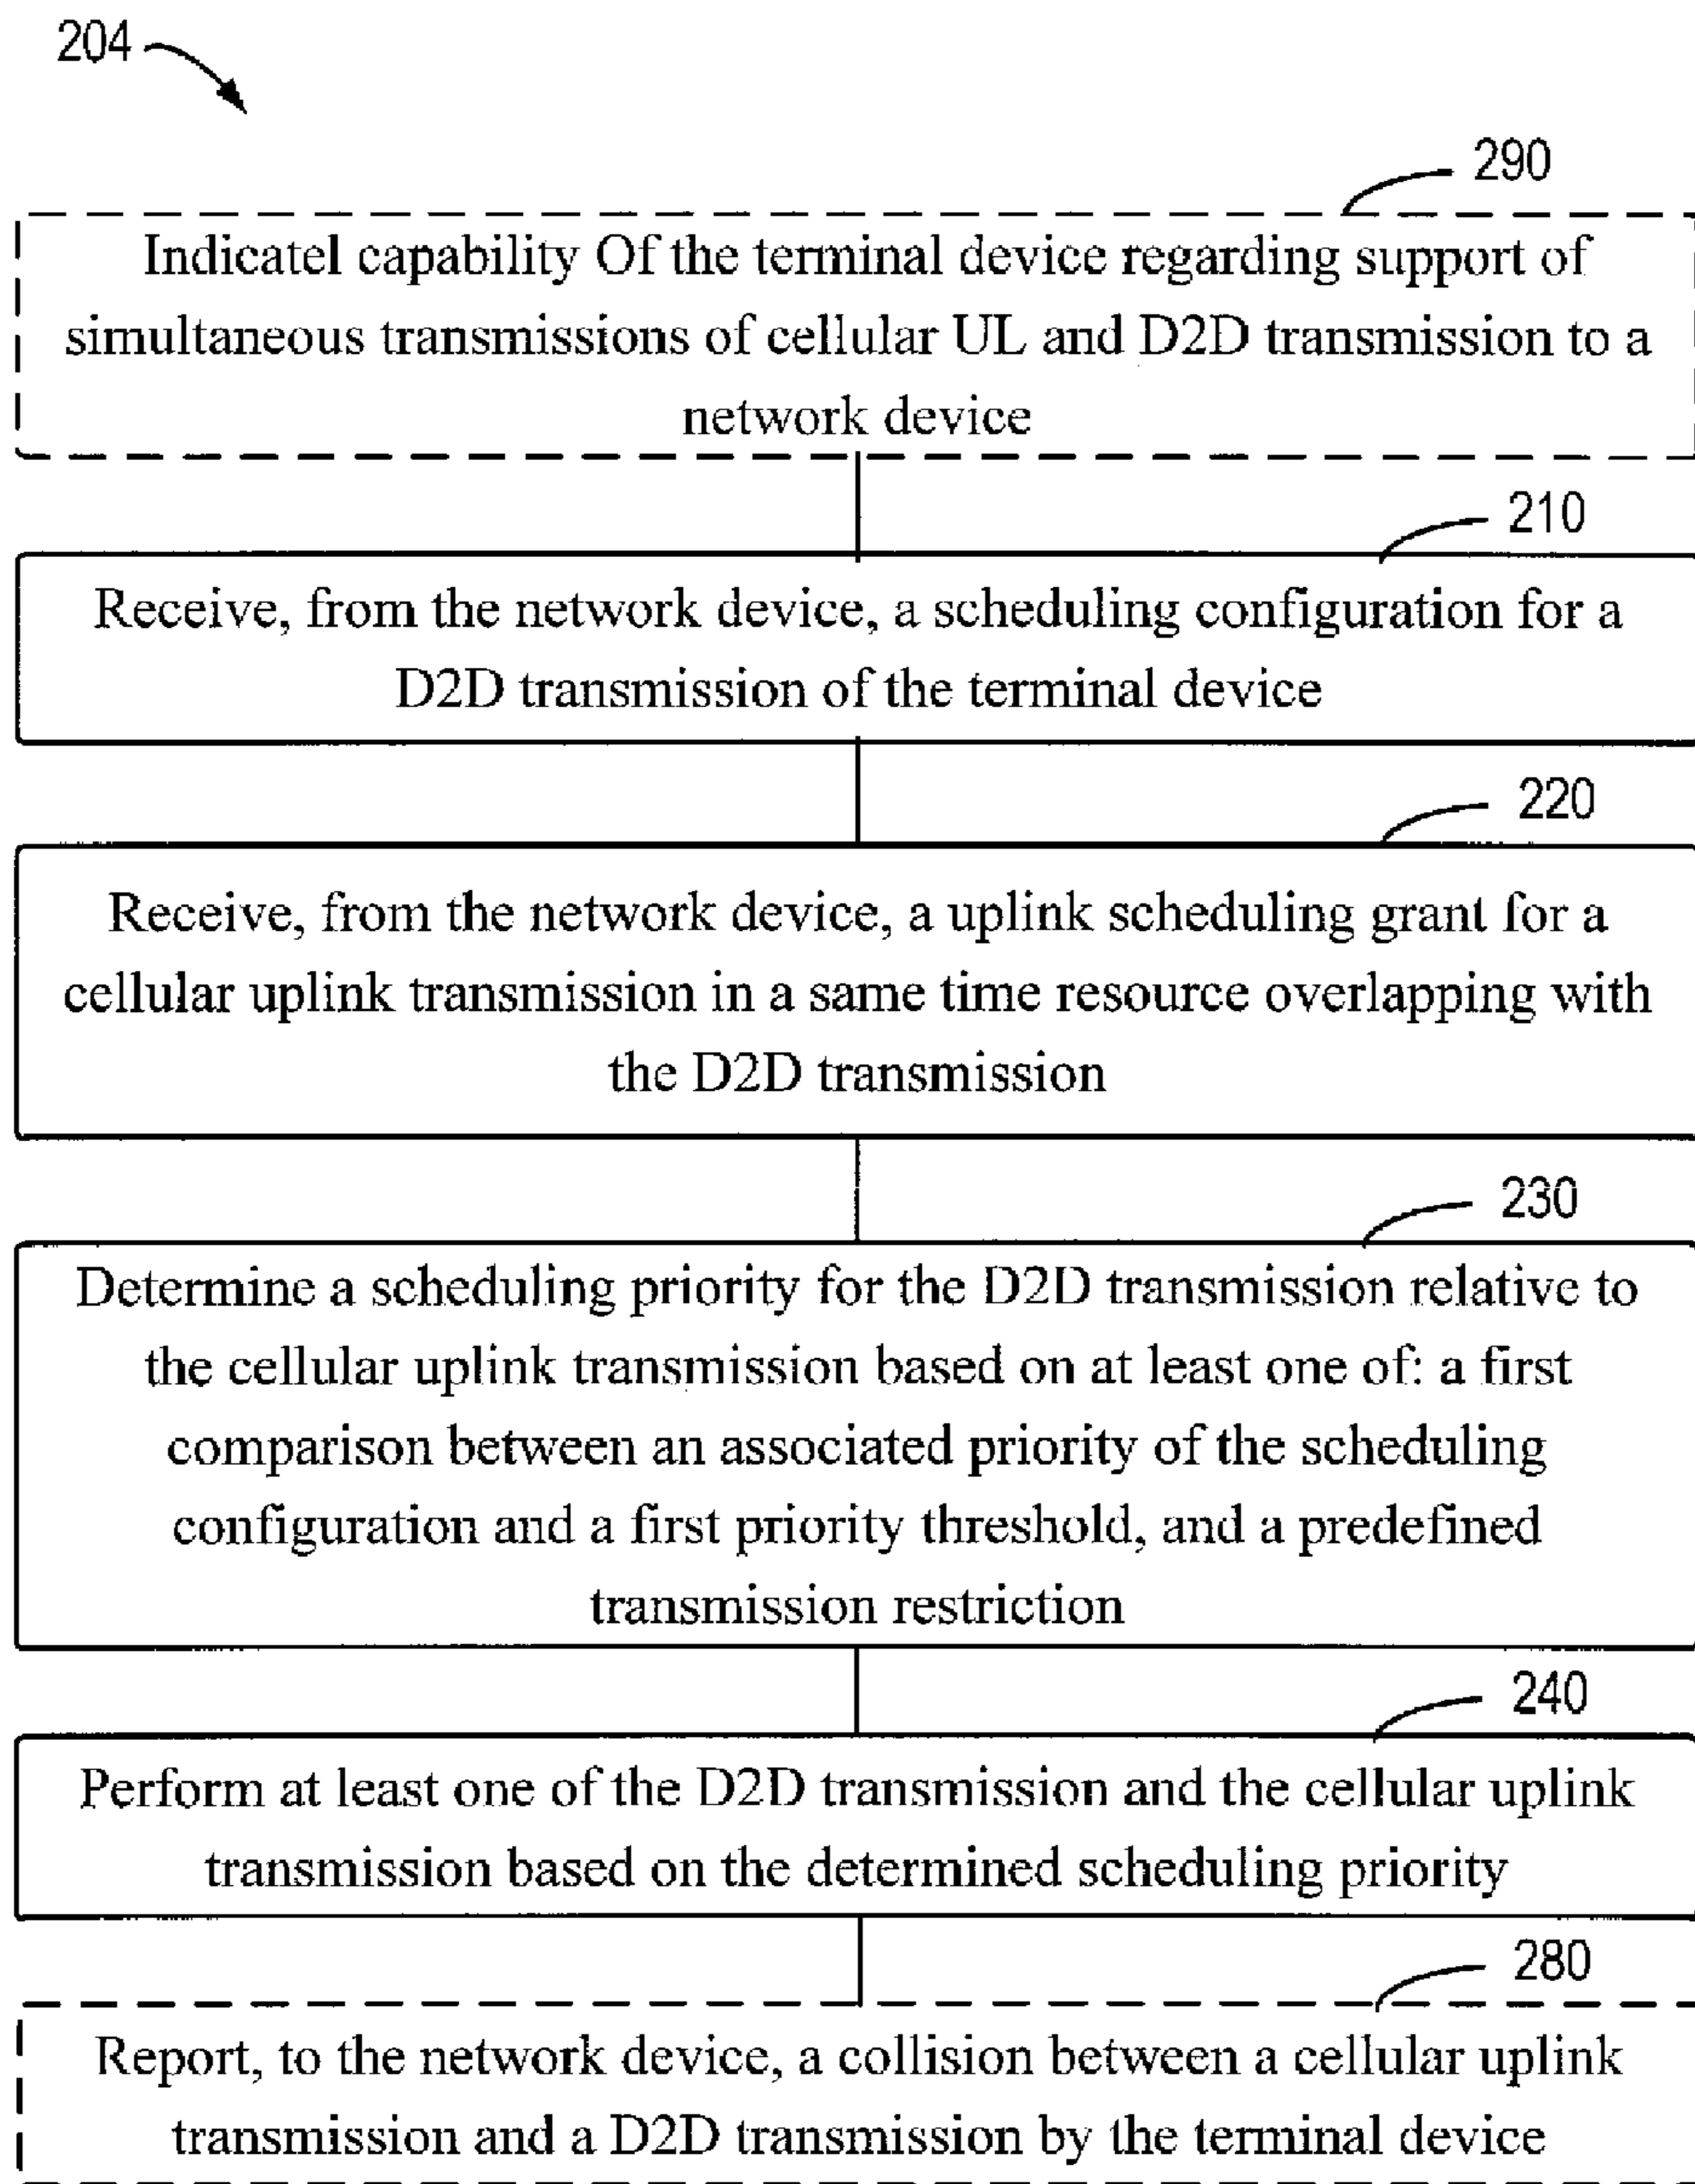 204
290
Indicatel capability Of the terminal device regarding support of
simultaneous transmissions of cellular UL and D2D transmission to a
network device
210
Receive, from the network device, a scheduling configuration for a
D2D transmission of the terminal device
220
Receive, from the network device, a uplink scheduling grant for a
cellular uplink transmission in a same time resource overlapping with
the D2D transmission
230
Determine a scheduling priority for the D2D transmission relative to
the cellular uplink transmission based on at least one of: a first
comparison between an associated priority of the scheduling
configuration and a first priority threshold, and a predefined
transmission restriction
240
Perform at least one of the D2D transmission and the cellular uplink
transmission based on the determined scheduling priority
280
Report, to the network device, a collision between a cellular uplink
transmission and a D2D transmission by the terminal device